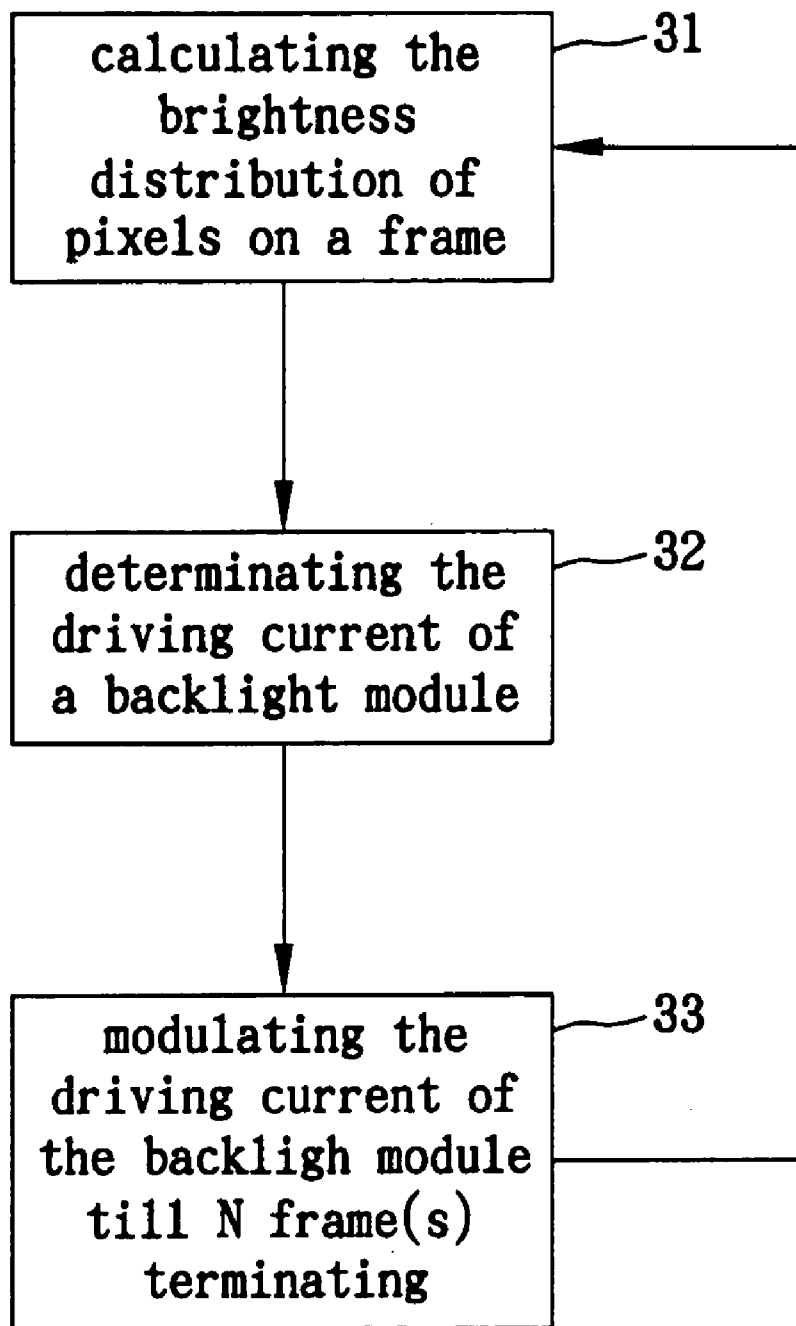 calculating the
brightness
distribution of
pixels on a frame
31
determinating the
driving current of
a backlight module
32
modulating the
driving current of
the backligh module
till N frame(s)
terminating
33